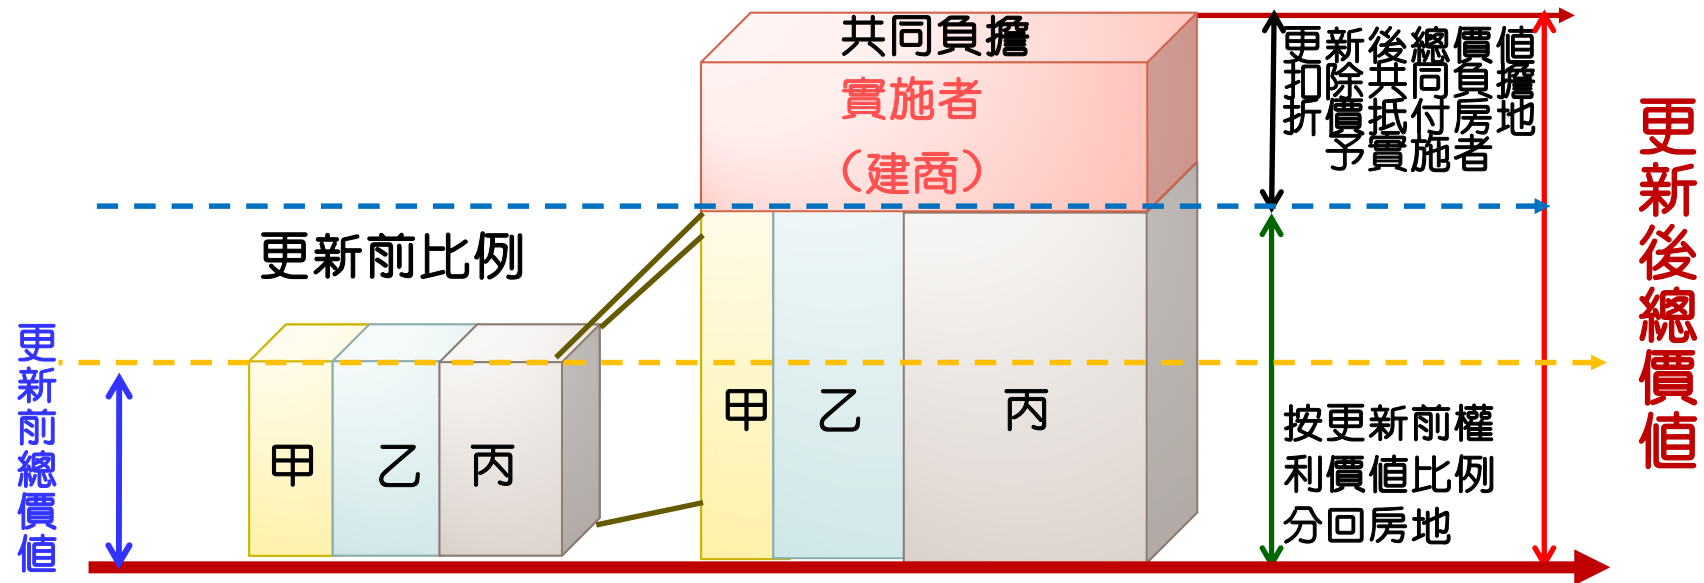 共同負擔
實施者
（建商）
更新後總價值
扣除共同負擔
折價抵付房地
予實施者
更新後總價值
更新前比例
更新前總價值
甲
乙
丙
甲
乙
丙
按更新前權
利價值比例
分回房地